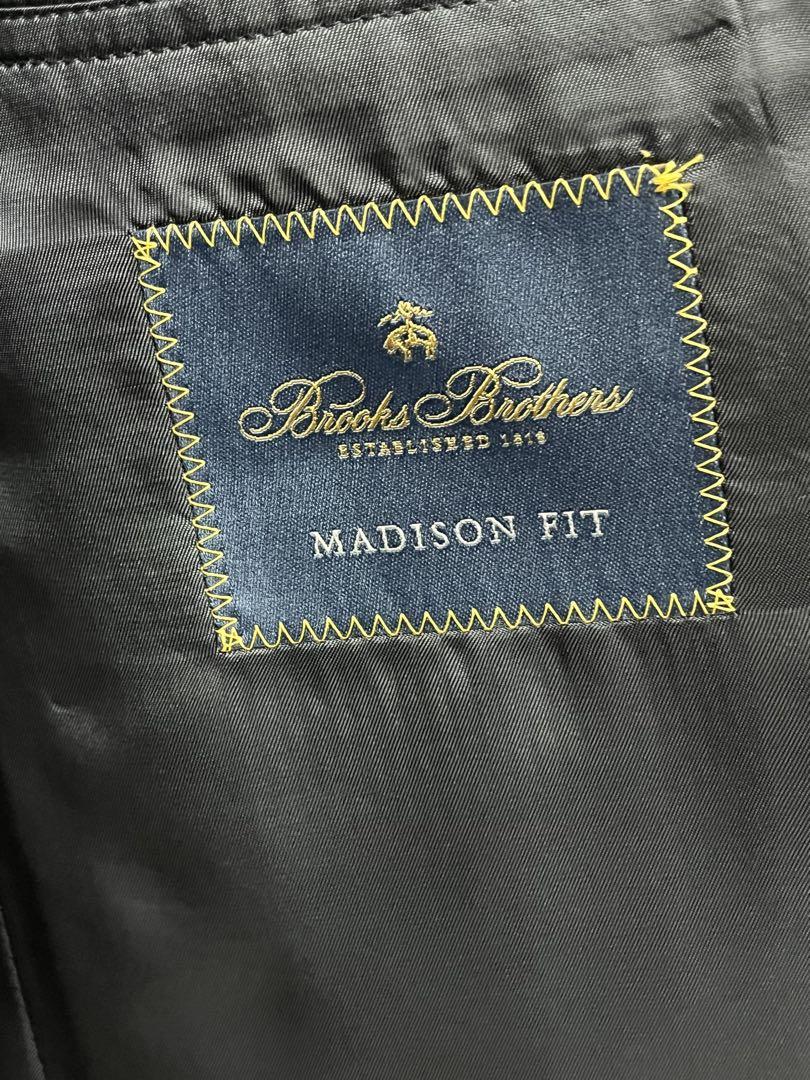 Brooks Brothers
ESTABLISHED 1818
MADISON FIT